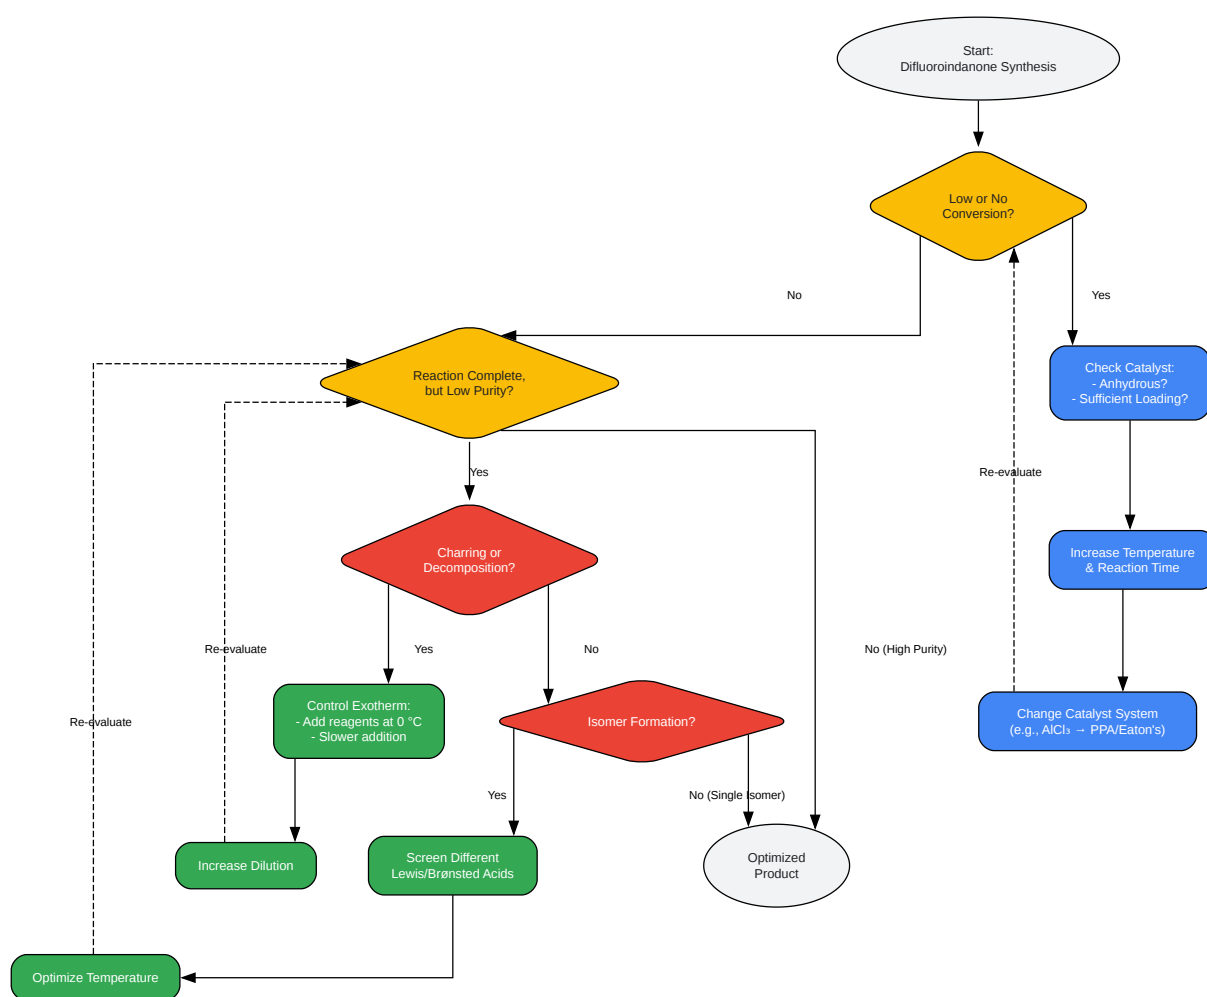 Start:
Difluoroindanone Synthesis
Low or No
Conversion?
No
Yes
Reaction Complete,
but Low Purity?
Check Catalyst:
- Anhydrous?
- Sufficient Loading?
Yes
Re-evaluate
Charring or
Decomposition?
Increase Temperature
& Reaction Time
Re-evaluate
Yes
No
No (High Purity)
Control Exotherm:
- Add reagents at 0 °C
- Slower addition
Isomer Formation?
Change Catalyst System
(e.g., AlCl₃ → PPA/Eaton's)
Re-evaluate
Yes
No (Single Isomer)
Increase Dilution
Screen Different
Lewis/Brønsted Acids
Optimized
Product
Optimize Temperature